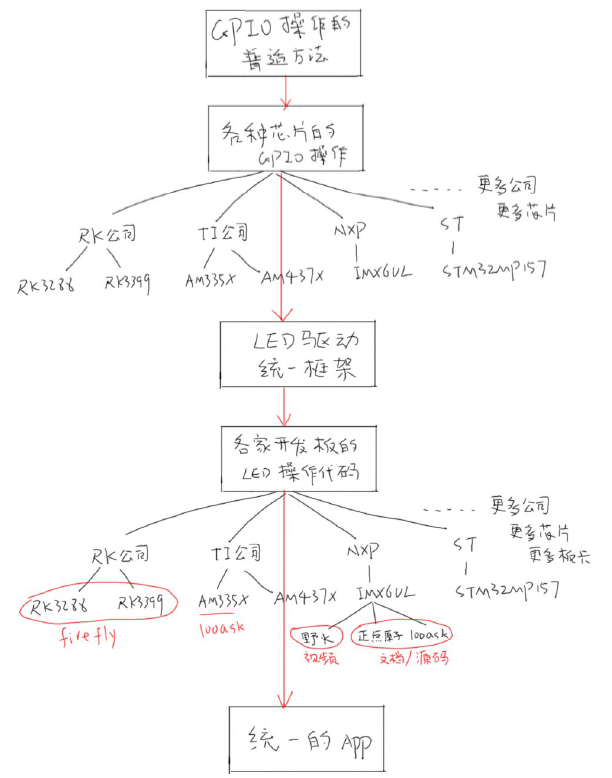 GPIO 操作的
普适方法
各种芯片的
GPIO 操作
...... 更多公司
更多芯片
RK公司
TI公司
NXP
ST
RK3288
RK3399
AM335X
AM437X
IMX6UL
STM32MP157
LED驱动
统一框架
各家开发板的
LED 操作代码
...... 更多公司
更多芯片
更多板卡
RK公司
TI公司
NXP
ST
RK3288
RK3399
AM335X
AM437X
IMX6UL
STM32MP157
firefly
100ask
野火
正点原子 100ask
视频
文档/源码
统一的 APP